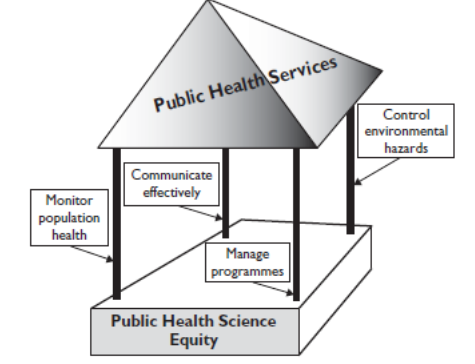 Public Health Services
Control
environmental
hazards
Communicate
effectively
Monitor
population
health
Manage
programmes
Public Health Science
Equity